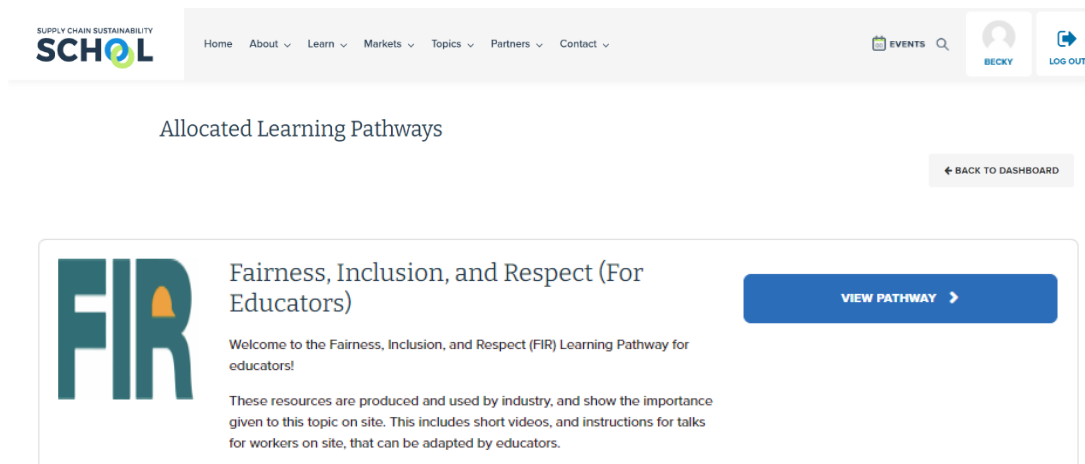 SUPPLY CHAIN SUSTAINABILITY
SCHOOL
Home About Learn Markets Topics Partners Contact
EVENTS
BECKY
LOG OUT
Allocated Learning Pathways
BACK TO DASHBOARD
FIR
Fairness, Inclusion, and Respect (For
Educators)
VIEW PATHWAY
Welcome to the Fairness, Inclusion, and Respect (FIR) Learning Pathway for
educators!
These resources are produced and used by industry, and show the importance
given to this topic on site. This includes short videos, and instructions for talks
for workers on site, that can be adapted by educators.